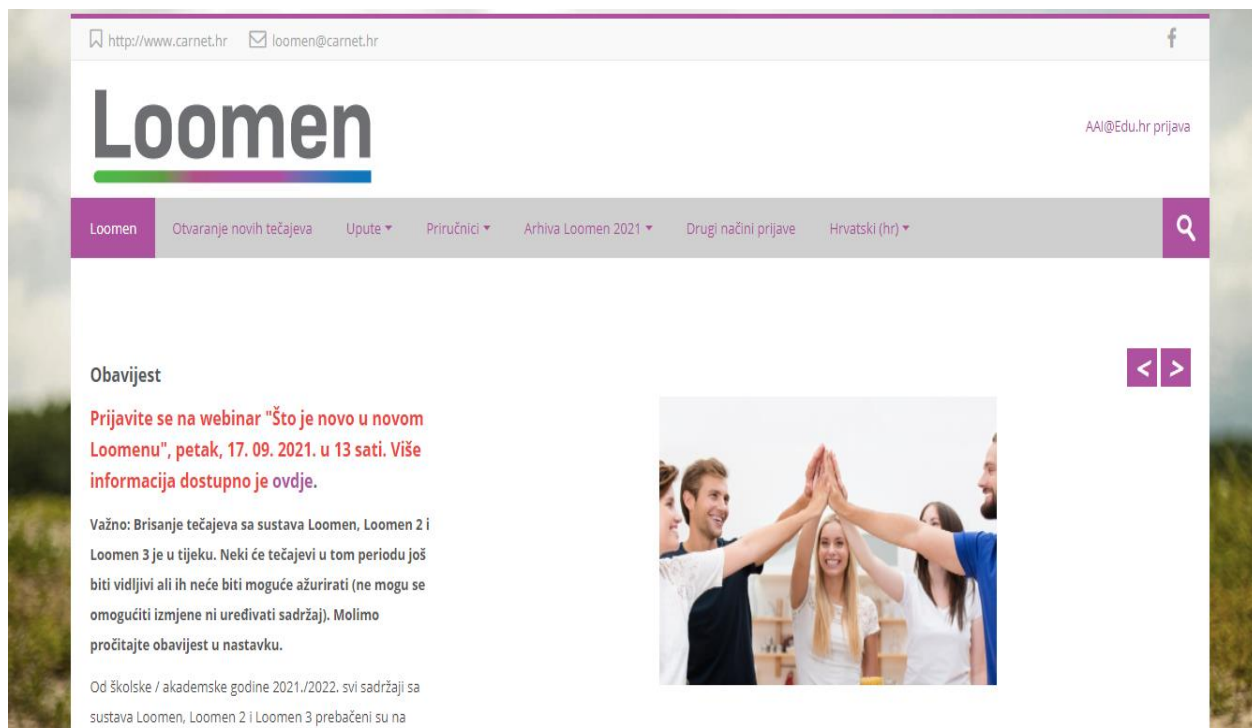 http://www.carnet.hr loomen@carnet.hr f
Loomen
AAI@Edu.hr prijava
Loomen Otvaranje novih tečajeva Upute Priručnici Arhiva Loomen 2021 Drugi načini prijave Hrvatski (hr)
< >
Obavijest
Prijavite se na webinar "Što je novo u novom
Loomenu", petak, 17. 09. 2021. u 13 sati. Više
informacija dostupno je ovdje.
Važno: Brisanje tečajeva sa sustava Loomen, Loomen 2 i
Loomen 3 je u tijeku. Neki će tečajevi u tom periodu još
biti vidljivi ali ih neće biti moguće ažurirati (ne mogu se
omogućiti izmjene ni uređivati sadržaj). Molimo
pročitajte obavijest u nastavku.
Od školske / akademske godine 2021./2022. svi sadržaji sa
sustava Loomen, Loomen 2 i Loomen 3 prebačeni su na